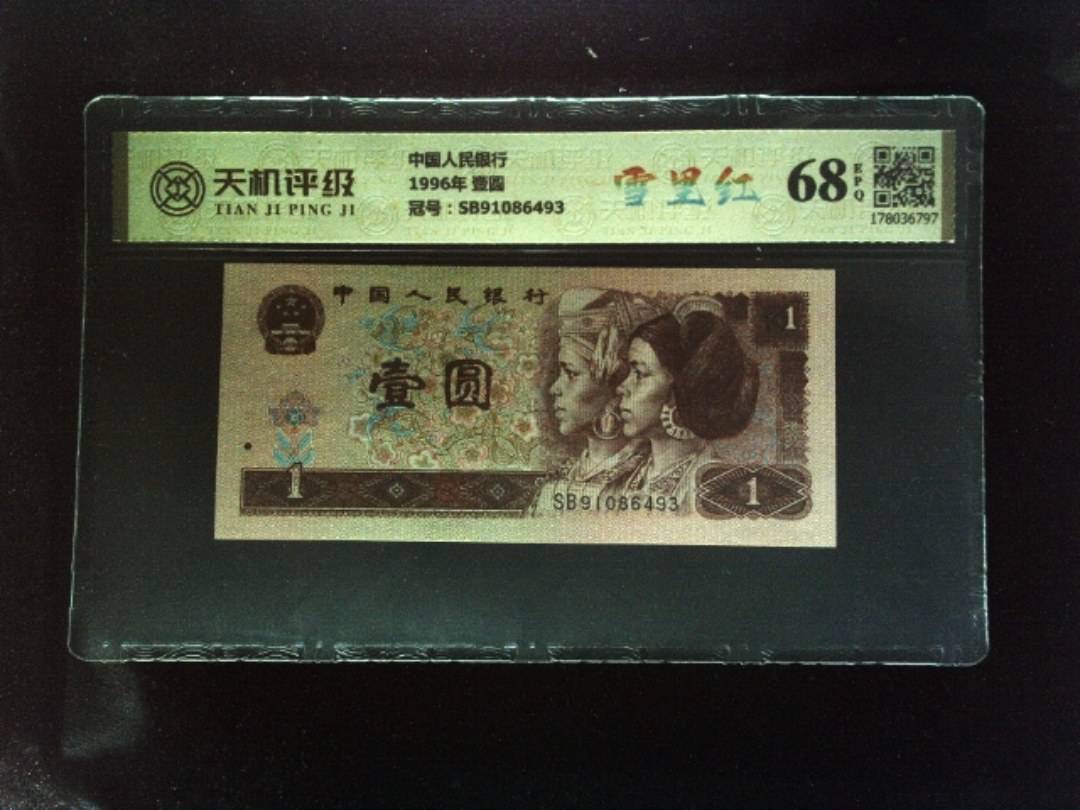 天机评级
TIAN JI PING JI
中国人民银行
1996年 壹圆
冠号：SB91086493
雪里红
68
EPQ
178036797
中国人民银行
1
壹圆
1
SB91086493
1